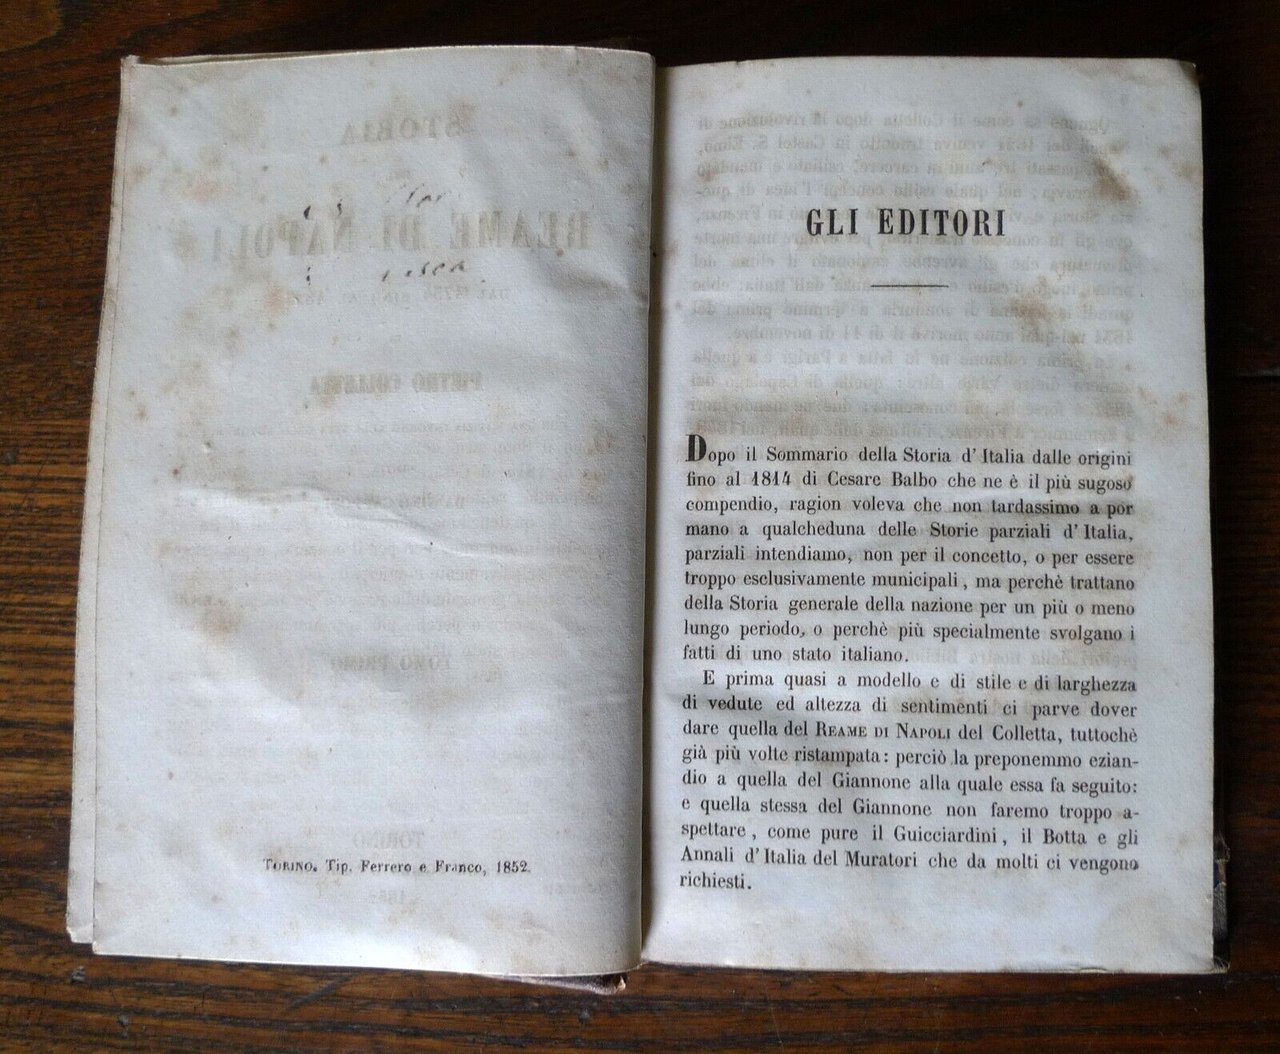 Torino. Tip. Ferrero e Franco, 1852.
GLI EDITORI
Dopo il Sommario della Storia d'Italia dalle origini
fino al 1814 di Cesare Balbo che ne è il più sugoso
compendio, ragion voleva che non tardassimo a por
mano a qualcheduna delle Storie parziali d'Italia,
parziali intendiamo, non per il concetto, o per essere
troppo esclusivamente municipali, ma perchè trattano
della Storia generale della nazione per un più o meno
lungo periodo, o perchè più specialmente svolgano i
fatti di uno stato italiano.
E prima quasi a modello e di stile e di larghezza
di vedute ed altezza di sentimenti ci parve dover
dare quella del Reame di Napoli del Colletta, tuttochè
già più volte ristampata: perciò la preponemmo ezian-
dio a quella del Giannone alla quale essa fa seguito:
e quella stessa del Giannone non faremo troppo a-
spettare, come pure il Guicciardini, il Botta e gli
Annali d'Italia del Muratori che da molti ci vengono
richiesti.